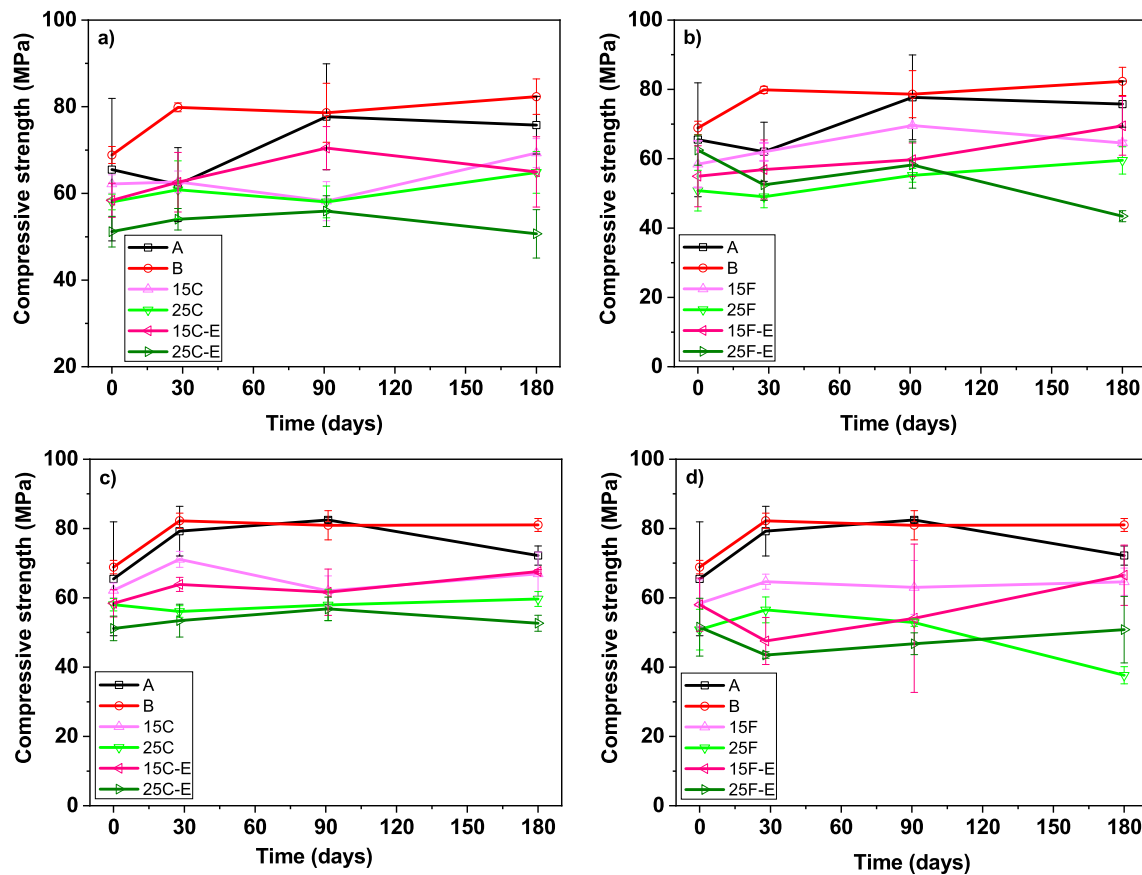 a)
Compressive strength (MPa)
100
80
60
40
20
A
B
15C
25C
15C-E
25C-E
0 30 60 90 120 150 180
Time (days)
b)
Compressive strength (MPa)
100
80
60
40
20
0
A
B
15F
25F
15F-E
25F-E
0 30 60 90 120 150 180
Time (days)
c)
Compressive strength (MPa)
100
80
60
40
20
0
A
B
15C
25C
15C-E
25C-E
0 30 60 90 120 150 180
Time (days)
d)
Compressive strength (MPa)
100
80
60
40
20
0
A
B
15F
25F
15F-E
25F-E
0 30 60 90 120 150 180
Time (days)